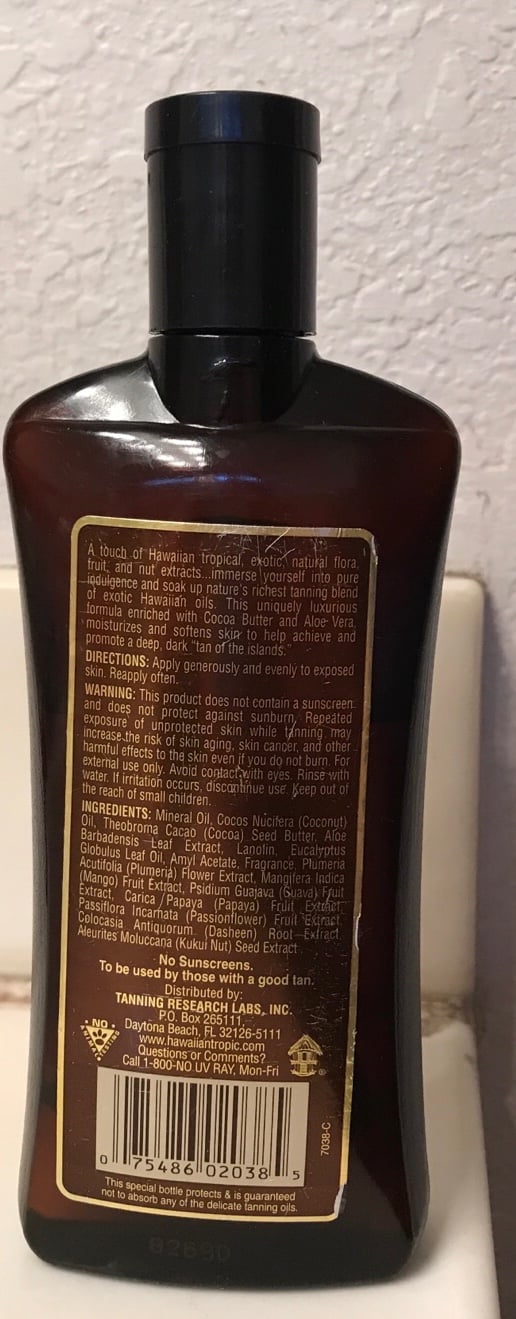 A touch of Hawaiian tropical, exotic, natural flora,
fruit, and nut extracts...immerse yourself into pure
indulgence and soak up nature's richest tanning blend
of exotic Hawaiian oils. This uniquely luxurious
formula enriched with Cocoa Butter and Aloe Vera,
moisturizes and softens skin to help achieve and
promote a deep, dark "tan of the islands."
DIRECTIONS: Apply generously and evenly to exposed
skin. Reapply often.
WARNING: This product does not contain a sunscreen
and does not protect against sunburn. Repeated
exposure of unprotected skin while tanning may
increase the risk of skin aging, skin cancer, and other
harmful effects to the skin even if you do not burn. For
external use only. Avoid contact with eyes. Rinse with
water. If irritation occurs, discontinue use. Keep out of
the reach of small children.
INGREDIENTS: Mineral Oil, Cocos Nucifera (Coconut)
Oil, Theobroma Cacao (Cocoa) Seed Butter, Aloe
Barbadensis Leaf Extract, Lanolin, Eucalyptus
Globulus Leaf Oil, Amyl Acetate, Fragrance, Plumeria
Acutifolia (Plumeria) Flower Extract, Mangifera Indica
(Mango) Fruit Extract, Psidium Guajava (Guava) Fruit
Extract, Carica Papaya (Papaya) Fruit Extract,
Passiflora Incarnata (Passionflower) Fruit Extract,
Colocasia Antiquorum (Dasheen) Root Extract,
Aleurites Moluccana (Kukui Nut) Seed Extract
No Sunscreens.
To be used by those with a good tan.
Distributed by:
TANNING RESEARCH LABS, INC.
P.O. Box 265111,
Daytona Beach, FL 32126-5111
www.hawaiiantropic.com
Questions or Comments?
Call 1-800-NO UV RAY, Mon-Fri
NO
ANIMAL TESTING
®
7038-C
0 75486 02038 5
This special bottle protects & is guaranteed
not to absorb any of the delicate tanning oils.